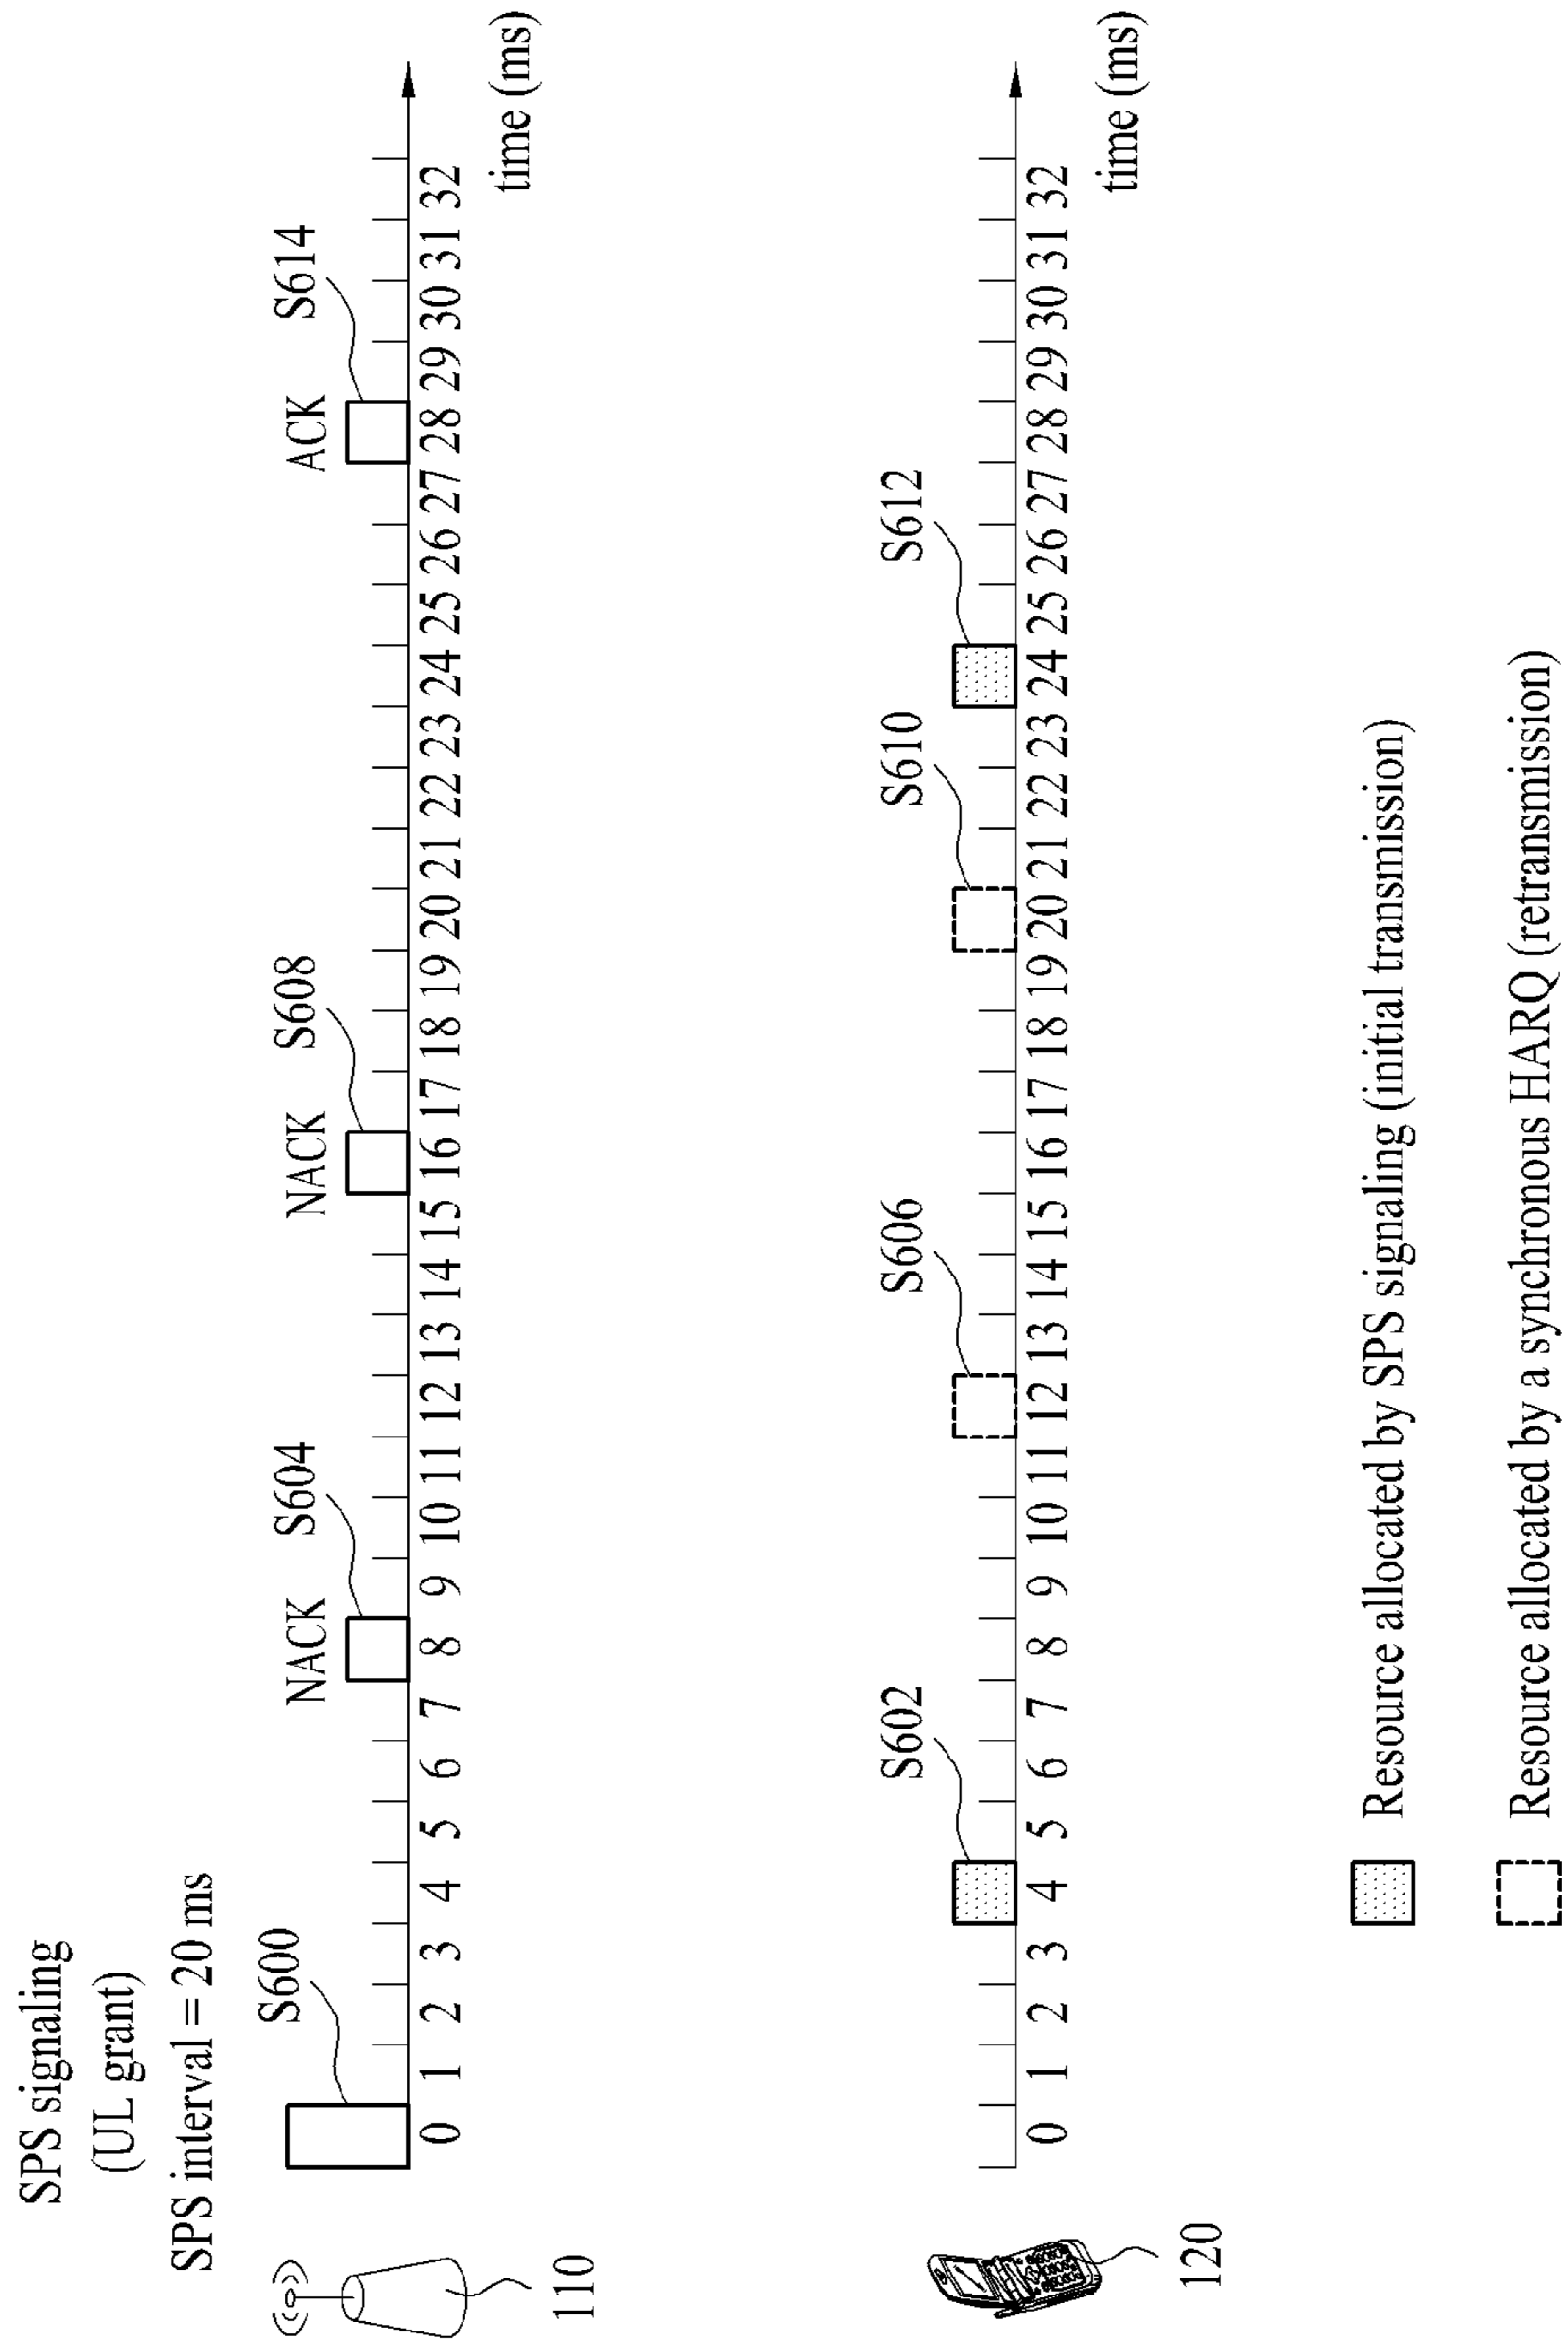 SPS signaling
(UL grant)
SPS interval = 20 ms
S600
NACK
S604
NACK
S608
ACK
S614
0 1 2 3 4 5 6 7 8 9 10 11 12 13 14 15 16 17 18 19 20 21 22 23 24 25 26 27 28 29 30 31 32
time (ms)
110
S602
S606
S610
S612
0 1 2 3 4 5 6 7 8 9 10 11 12 13 14 15 16 17 18 19 20 21 22 23 24 25 26 27 28 29 30 31 32
time (ms)
120
Resource allocated by SPS signaling (initial transmission)
Resource allocated by a synchronous HARQ (retransmission)